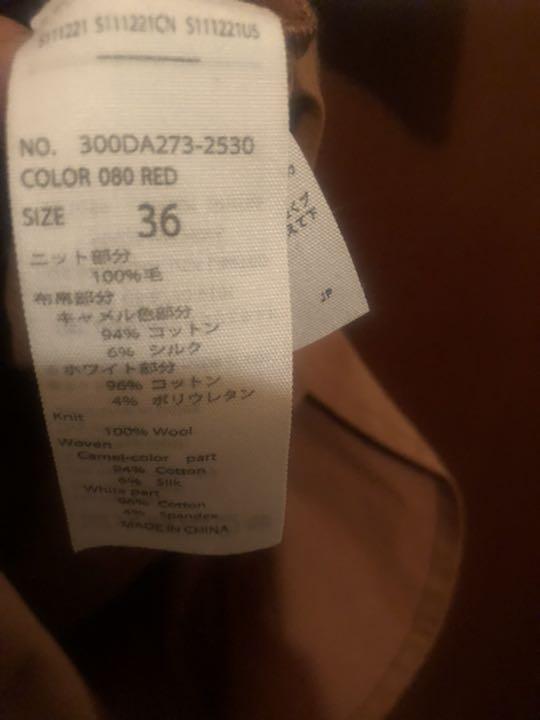 S111221 S111221CN S111221US
NO. 300DA273-2530
COLOR 080 RED
SIZE 36
ニット部分
100%毛
布帛部分
キャメル色部分
94% コットン
6% シルク
ホワイト部分
96% コットン
4% ポリウレタン
Knit
100% Wool
Woven
Camel-color part
94% Cotton
6% Silk
White part
96% Cotton
4% Spandex
MADE IN CHINA
JP